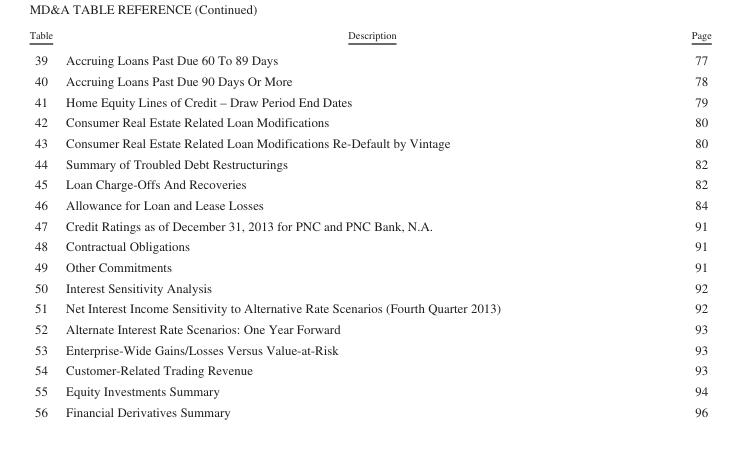 MD&A TABLE REFERENCE (Continued)
Table Description Page
39 Accruing Loans Past Due 60 To 89 Days 77
40 Accruing Loans Past Due 90 Days Or More 78
41 Home Equity Lines of Credit – Draw Period End Dates 79
42 Consumer Real Estate Related Loan Modifications 80
43 Consumer Real Estate Related Loan Modifications Re-Default by Vintage 80
44 Summary of Troubled Debt Restructurings 82
45 Loan Charge-Offs And Recoveries 82
46 Allowance for Loan and Lease Losses 84
47 Credit Ratings as of December 31, 2013 for PNC and PNC Bank, N.A. 91
48 Contractual Obligations 91
49 Other Commitments 91
50 Interest Sensitivity Analysis 92
51 Net Interest Income Sensitivity to Alternative Rate Scenarios (Fourth Quarter 2013) 92
52 Alternate Interest Rate Scenarios: One Year Forward 93
53 Enterprise-Wide Gains/Losses Versus Value-at-Risk 93
54 Customer-Related Trading Revenue 93
55 Equity Investments Summary 94
56 Financial Derivatives Summary 96